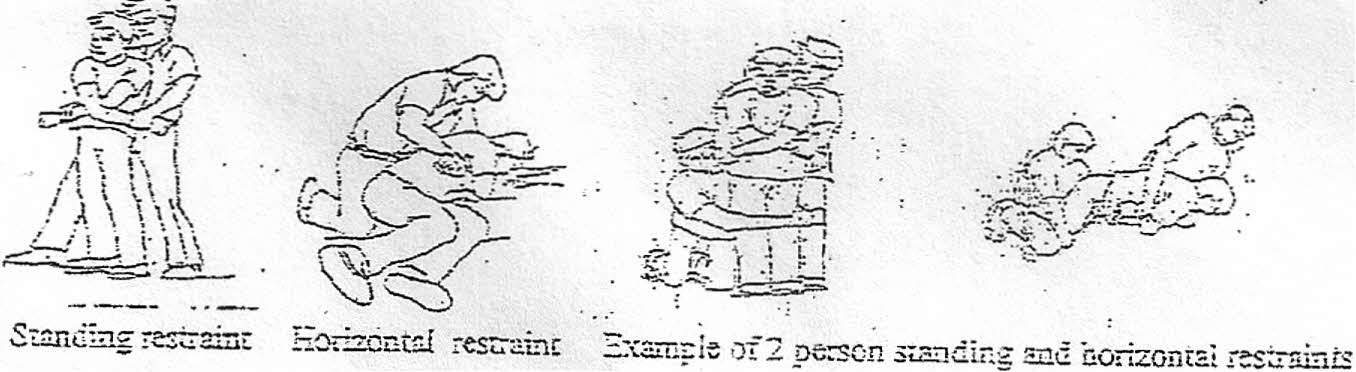 Standing restraint
Horizontal restraint
Example of 2 person standing and horizontal restraints